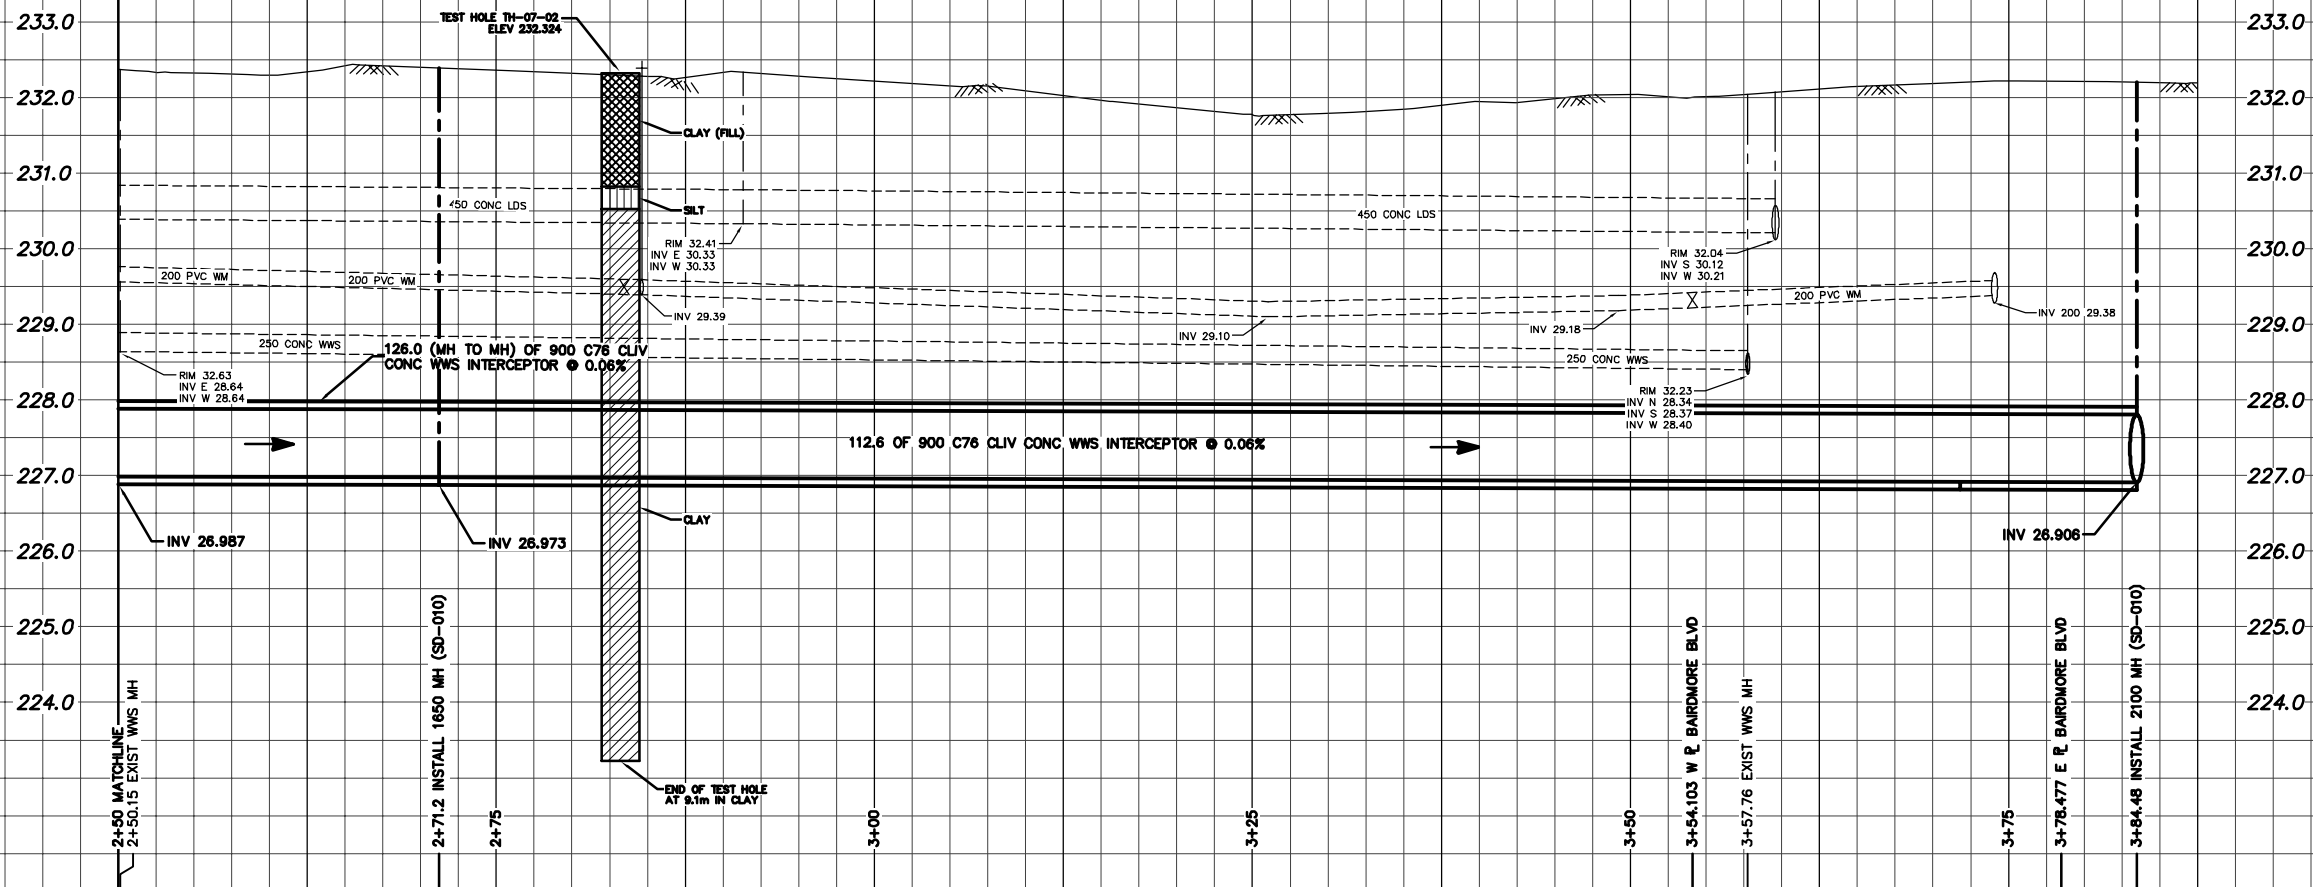 233.0
233.0
TEST HOLE TH-07-02
ELEV 232.324
232.0
232.0
CLAY (FILL)
231.0
231.0
450 CONC LDS
SILT
450 CONC LDS
230.0
230.0
RIM 32.41
INV E 30.33
INV W 30.33
RIM 32.04
INV S 30.12
INV W 30.21
200 PVC WM
200 PVC WM
200 PVC WM
INV 29.39
INV 200 29.38
229.0
229.0
INV 29.10
INV 29.18
250 CONC WWS
126.0 (MH TO MH) OF 900 C76 CLIV
CONC WWS INTERCEPTOR @ 0.06%
250 CONC WWS
RIM 32.63
INV E 28.64
INV W 28.64
RIM 32.23
INV N 28.34
INV S 28.37
INV W 28.40
228.0
228.0
112.6 OF 900 C76 CLIV CONC WWS INTERCEPTOR @ 0.06%
227.0
227.0
CLAY
INV 26.987
INV 26.973
INV 26.906
226.0
226.0
225.0
225.0
224.0
224.0
END OF TEST HOLE
AT 9.1m IN CLAY
2+50 MATCHLINE
2+50.15 EXIST WWS MH
2+71.2 INSTALL 1650 MH (SD-010)
2+75
3+00
3+25
3+50
3+54.103 W PL BAIRDMORE BLVD
3+57.76 EXIST WWS MH
3+75
3+78.477 E PL BAIRDMORE BLVD
3+84.48 INSTALL 2100 MH (SD-010)